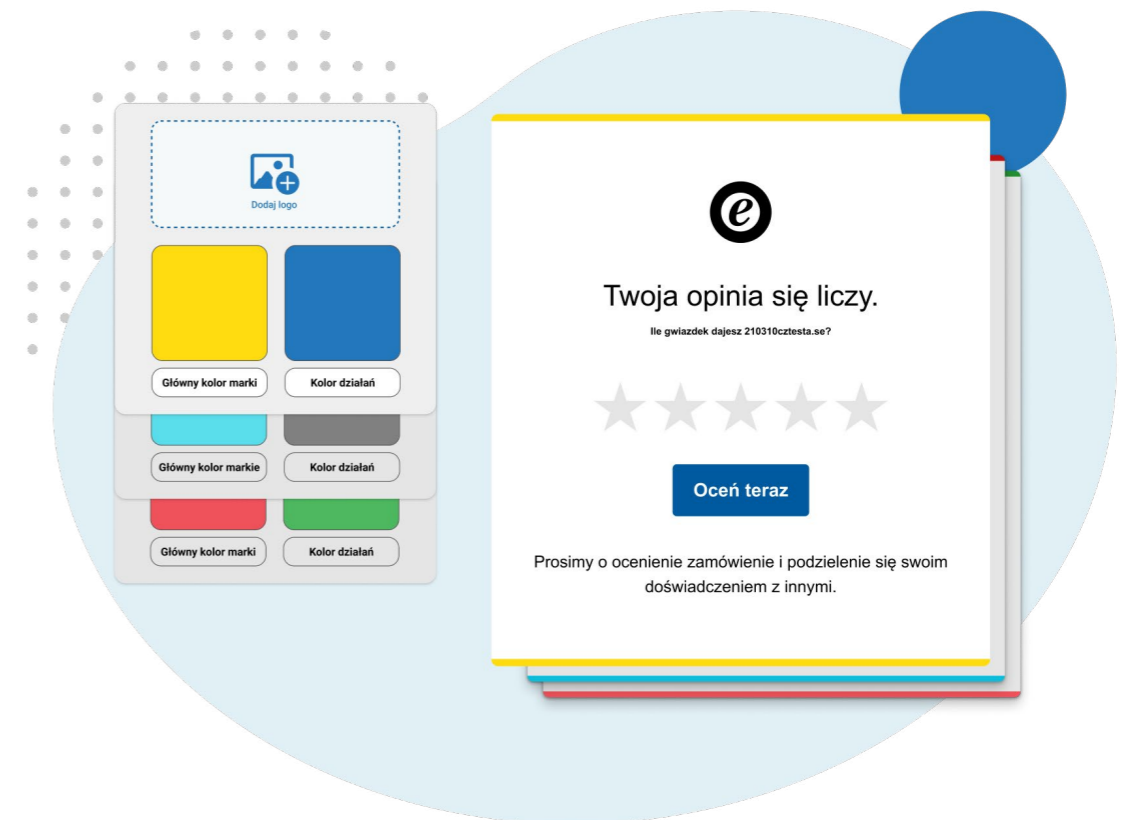 Dodaj logo
Główny kolor marki
Kolor działań
Główny kolor markie
Kolor działań
Główny kolor marki
Kolor działań
e
Twoja opinia się liczy.
Ile gwiazdek dajesz 210310cztesta.se?
Oceń teraz
Prosimy o ocenienie zamówienie i podzielenie się swoim
doświadczeniem z innymi.